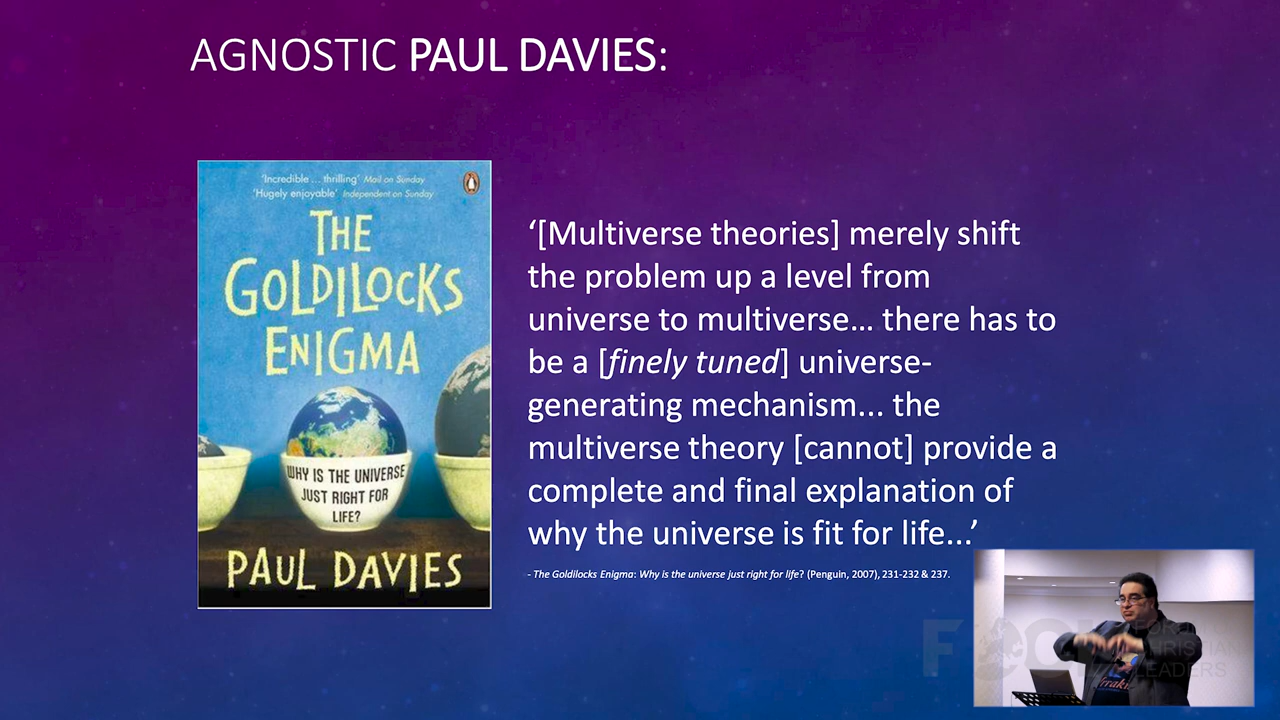 AGNOSTIC PAUL DAVIES:
'Incredible ... thrilling' Mail on Sunday
'Hugely enjoyable' Independent on Sunday
THE
GOLDILOCKS
ENIGMA
WHY IS THE UNIVERSE
JUST RIGHT FOR
LIFE?
PAUL DAVIES
‘[Multiverse theories] merely shift
the problem up a level from
universe to multiverse... there has to
be a [finely tuned] universe-
generating mechanism... the
multiverse theory [cannot] provide a
complete and final explanation of
why the universe is fit for life...’
- The Goldilocks Enigma: Why is the universe just right for life? (Penguin, 2007), 231-232 & 237.
CHRISTIAN
LEADERS